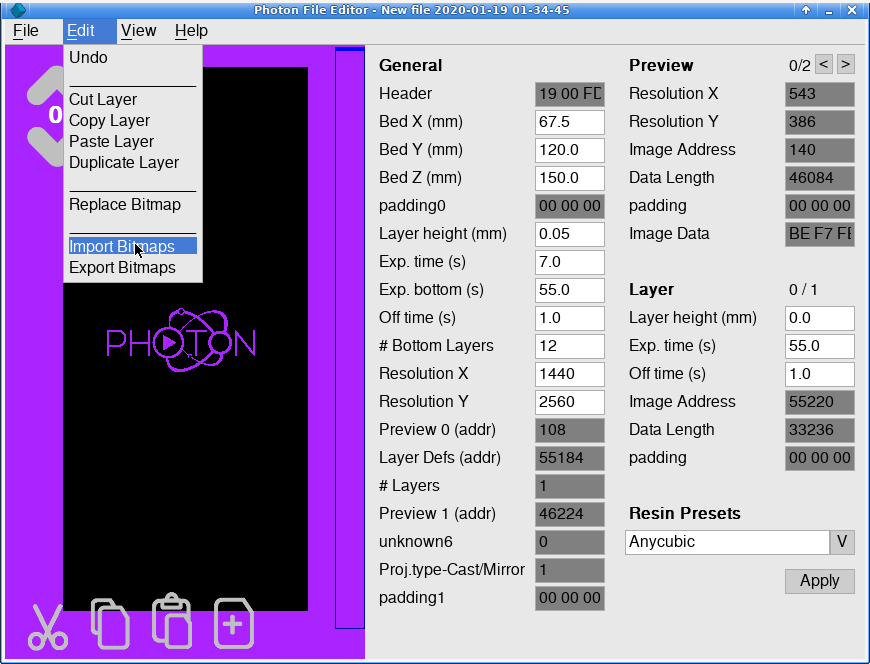 Photon File Editor - New file 2020-01-19 01-34-45
File Edit View Help
Undo
Cut Layer
Copy Layer
Paste Layer
Duplicate Layer
Replace Bitmap
Import Bitmaps
Export Bitmaps
0
PHOTON
General
Header 19 00 FD
Bed X (mm) 67.5
Bed Y (mm) 120.0
Bed Z (mm) 150.0
padding0 00 00 00
Layer height (mm) 0.05
Exp. time (s) 7.0
Exp. bottom (s) 55.0
Off time (s) 1.0
# Bottom Layers 12
Resolution X 1440
Resolution Y 2560
Preview 0 (addr) 108
Layer Defs (addr) 55184
# Layers 1
Preview 1 (addr) 46224
unknown6 0
Proj.type-Cast/Mirror 1
padding1 00 00 00
Preview 0/2 < >
Resolution X 543
Resolution Y 386
Image Address 140
Data Length 46084
padding 00 00 00
Image Data BE F7 FE
Layer 0 / 1
Layer height (mm) 0.0
Exp. time (s) 55.0
Off time (s) 1.0
Image Address 55220
Data Length 33236
padding 00 00 00
Resin Presets
Anycubic V
Apply